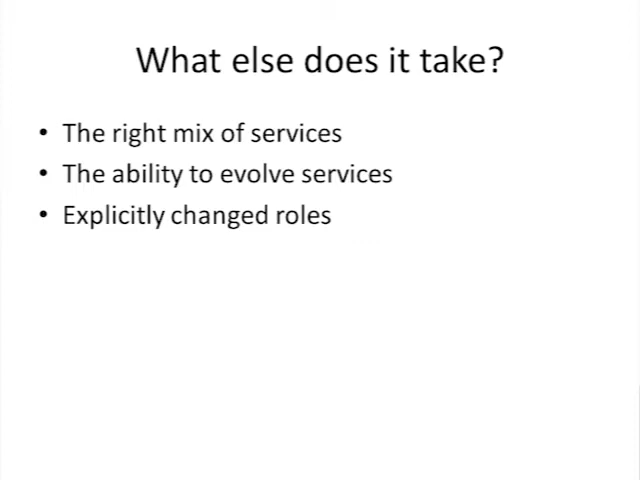 What else does it take?
• The right mix of services
• The ability to evolve services
• Explicitly changed roles